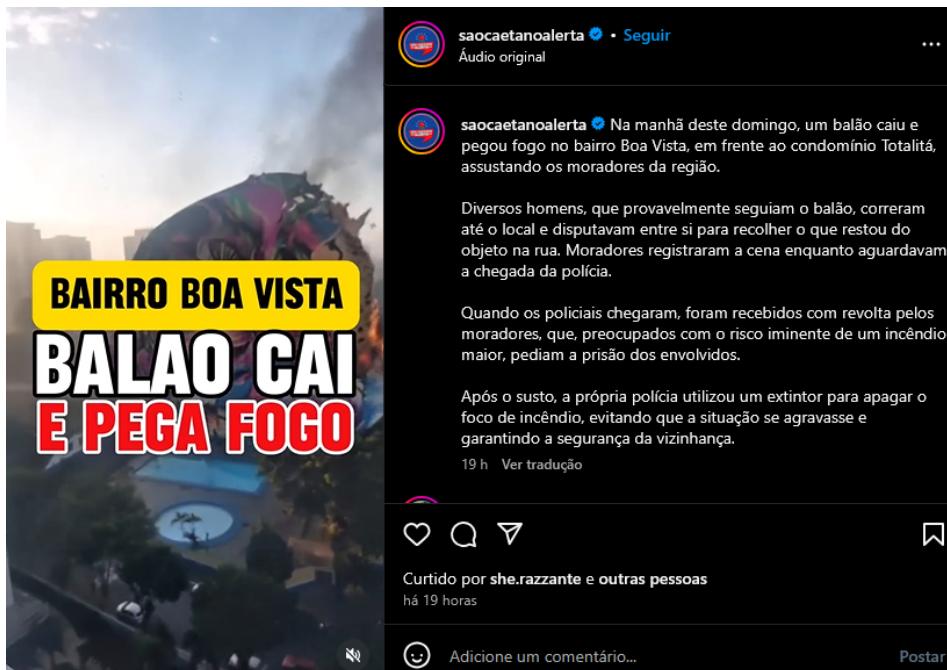 BAIRRO BOA VISTA
BALAO CAI
E PEGA FOGO
saocaetanoalerta • Seguir
Áudio original
saocaetanoalerta Na manhã deste domingo, um balão caiu e
pegou fogo no bairro Boa Vista, em frente ao condomínio Totalitá,
assustando os moradores da região.
Diversos homens, que provavelmente seguiam o balão, correram
até o local e disputavam entre si para recolher o que restou do
objeto na rua. Moradores registraram a cena enquanto aguardavam
a chegada da polícia.
Quando os policiais chegaram, foram recebidos com revolta pelos
moradores, que, preocupados com o risco iminente de um incêndio
maior, pediam a prisão dos envolvidos.
Após o susto, a própria polícia utilizou um extintor para apagar o
foco de incêndio, evitando que a situação se agravasse e
garantindo a segurança da vizinhança.
19 h Ver tradução
Curtido por she.razzante e outras pessoas
há 19 horas
Adicione um comentário... Postar